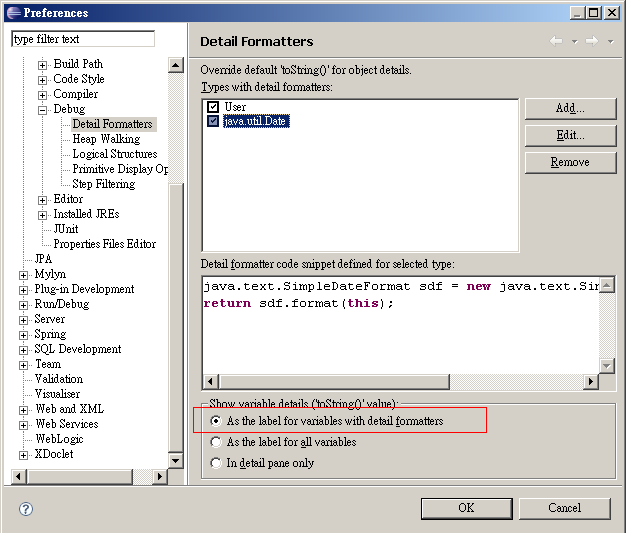 Preferences
type filter text
Build Path
Code Style
Compiler
Debug
Detail Formatters
Heap Walking
Logical Structures
Primitive Display Op
Step Filtering
Editor
Installed JREs
JUnit
Properties Files Editor
JPA
Mylyn
Plug-in Development
Run/Debug
Server
Spring
SQL Development
Team
Validation
Visualiser
Web and XML
Web Services
WebLogic
XDoclet
Detail Formatters
Override default 'toString()' for object details.
Types with detail formatters:
User
java.util.Date
Add...
Edit...
Remove
Detail formatter code snippet defined for selected type:
java.text.SimpleDateFormat sdf = new java.text.Sim
return sdf.format(this);
Show variable details ('toString()' value):
As the label for variables with detail formatters
As the label for all variables
In detail pane only
?
OK
Cancel